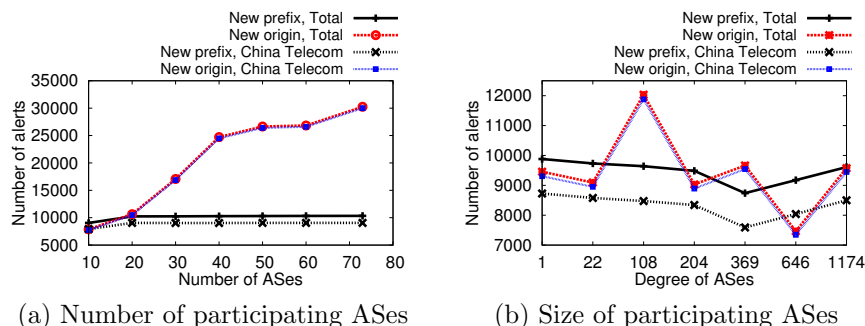 New prefix, Total
New origin, Total
New prefix, China Telecom
New origin, China Telecom
35000
30000
25000
20000
15000
10000
5000
Number of alerts
10 20 30 40 50 60 70 80
Number of ASes
(a) Number of participating ASes
New prefix, Total
New origin, Total
New prefix, China Telecom
New origin, China Telecom
12000
11000
10000
9000
8000
7000
Number of alerts
1 22 108 204 369 646 1174
Degree of ASes
(b) Size of participating ASes